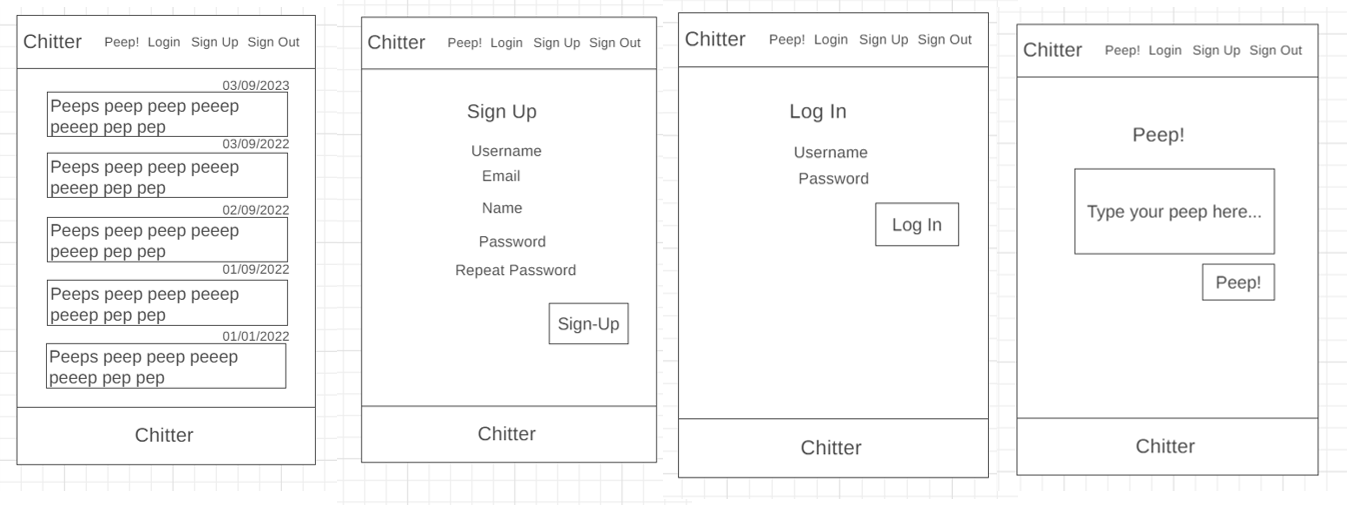 Chitter Peep! Login Sign Up Sign Out
03/09/2023
Peeps peep peep peeep
peeep pep pep
03/09/2022
Peeps peep peep peeep
peeep pep pep
02/09/2022
Peeps peep peep peeep
peeep pep pep
01/09/2022
Peeps peep peep peeep
peeep pep pep
01/01/2022
Peeps peep peep peeep
peeep pep pep
Chitter
Chitter Peep! Login Sign Up Sign Out
Sign Up
Username
Email
Name
Password
Repeat Password
Sign-Up
Chitter
Chitter Peep! Login Sign Up Sign Out
Log In
Username
Password
Log In
Chitter
Chitter Peep! Login Sign Up Sign Out
Peep!
Type your peep here...
Peep!
Chitter